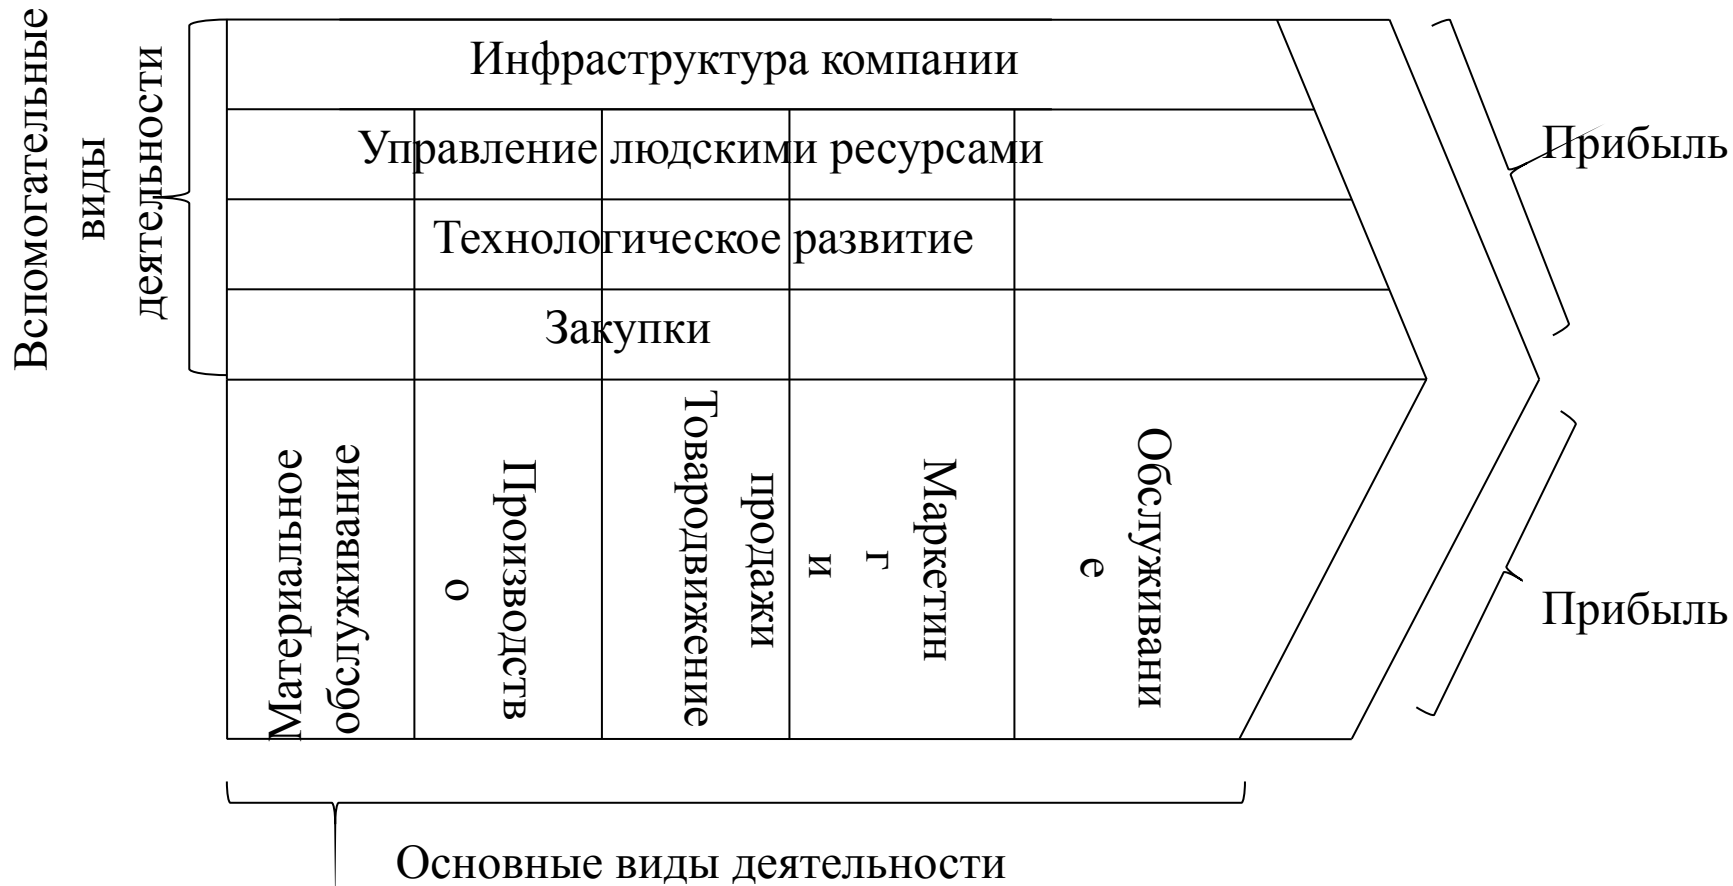 Вспомогательные
виды
деятельности
Инфраструктура компании
Управление людскими ресурсами
Технологическое развитие
Закупки
Прибыль
Материальное
обслуживание
Производств
о
Товародвижение
Маркетин
г
и
продажи
Обслуживани
е
Прибыль
Основные виды деятельности